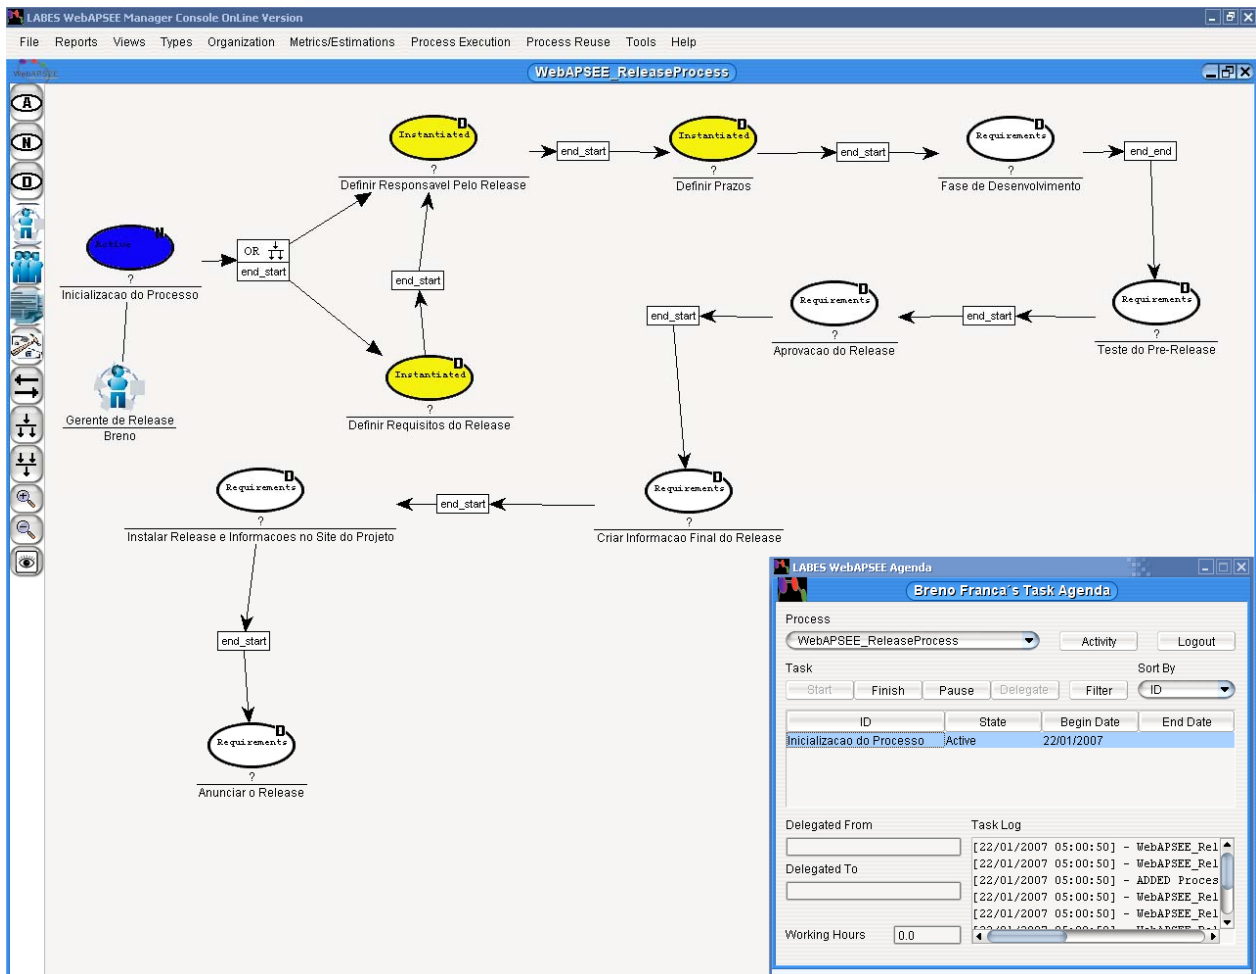 LABES WebAPSEE Manager Console OnLine Version
File Reports Views Types Organization Metrics/Estimations Process Execution Process Reuse Tools Help
WebAPSEE
WebAPSEE_ReleaseProcess
A
N
D
D
Instantiated
?
Definir Responsavel Pelo Release
end_start
D
Instantiated
?
Definir Prazos
end_start
D
Requirements
?
Fase de Desenvolvimento
end_end
N
Active
?
Inicializacao do Processo
OR
end_start
end_start
Gerente de Release
Breno
D
Instantiated
?
Definir Requisitos do Release
end_start
D
Requirements
?
Aprovacao do Release
end_start
D
Requirements
?
Teste do Pre-Release
D
Requirements
?
Instalar Release e Informacoes no Site do Projeto
end_start
D
Requirements
?
Criar Informacao Final do Release
end_start
D
Requirements
?
Anunciar o Release
LABES WebAPSEE Agenda
Breno Franca´s Task Agenda
Process
WebAPSEE_ReleaseProcess Activity Logout
Task Sort By
Start Finish Pause Delegate Filter ID
ID State Begin Date End Date
Inicializacao do Processo Active 22/01/2007
Delegated From
Delegated To
Working Hours 0.0
Task Log
[22/01/2007 05:00:50] - WebAPSEE_Rel
[22/01/2007 05:00:50] - WebAPSEE_Rel
[22/01/2007 05:00:50] - ADDED Proces
[22/01/2007 05:00:50] - WebAPSEE_Rel
[22/01/2007 05:00:50] - WebAPSEE_Rel